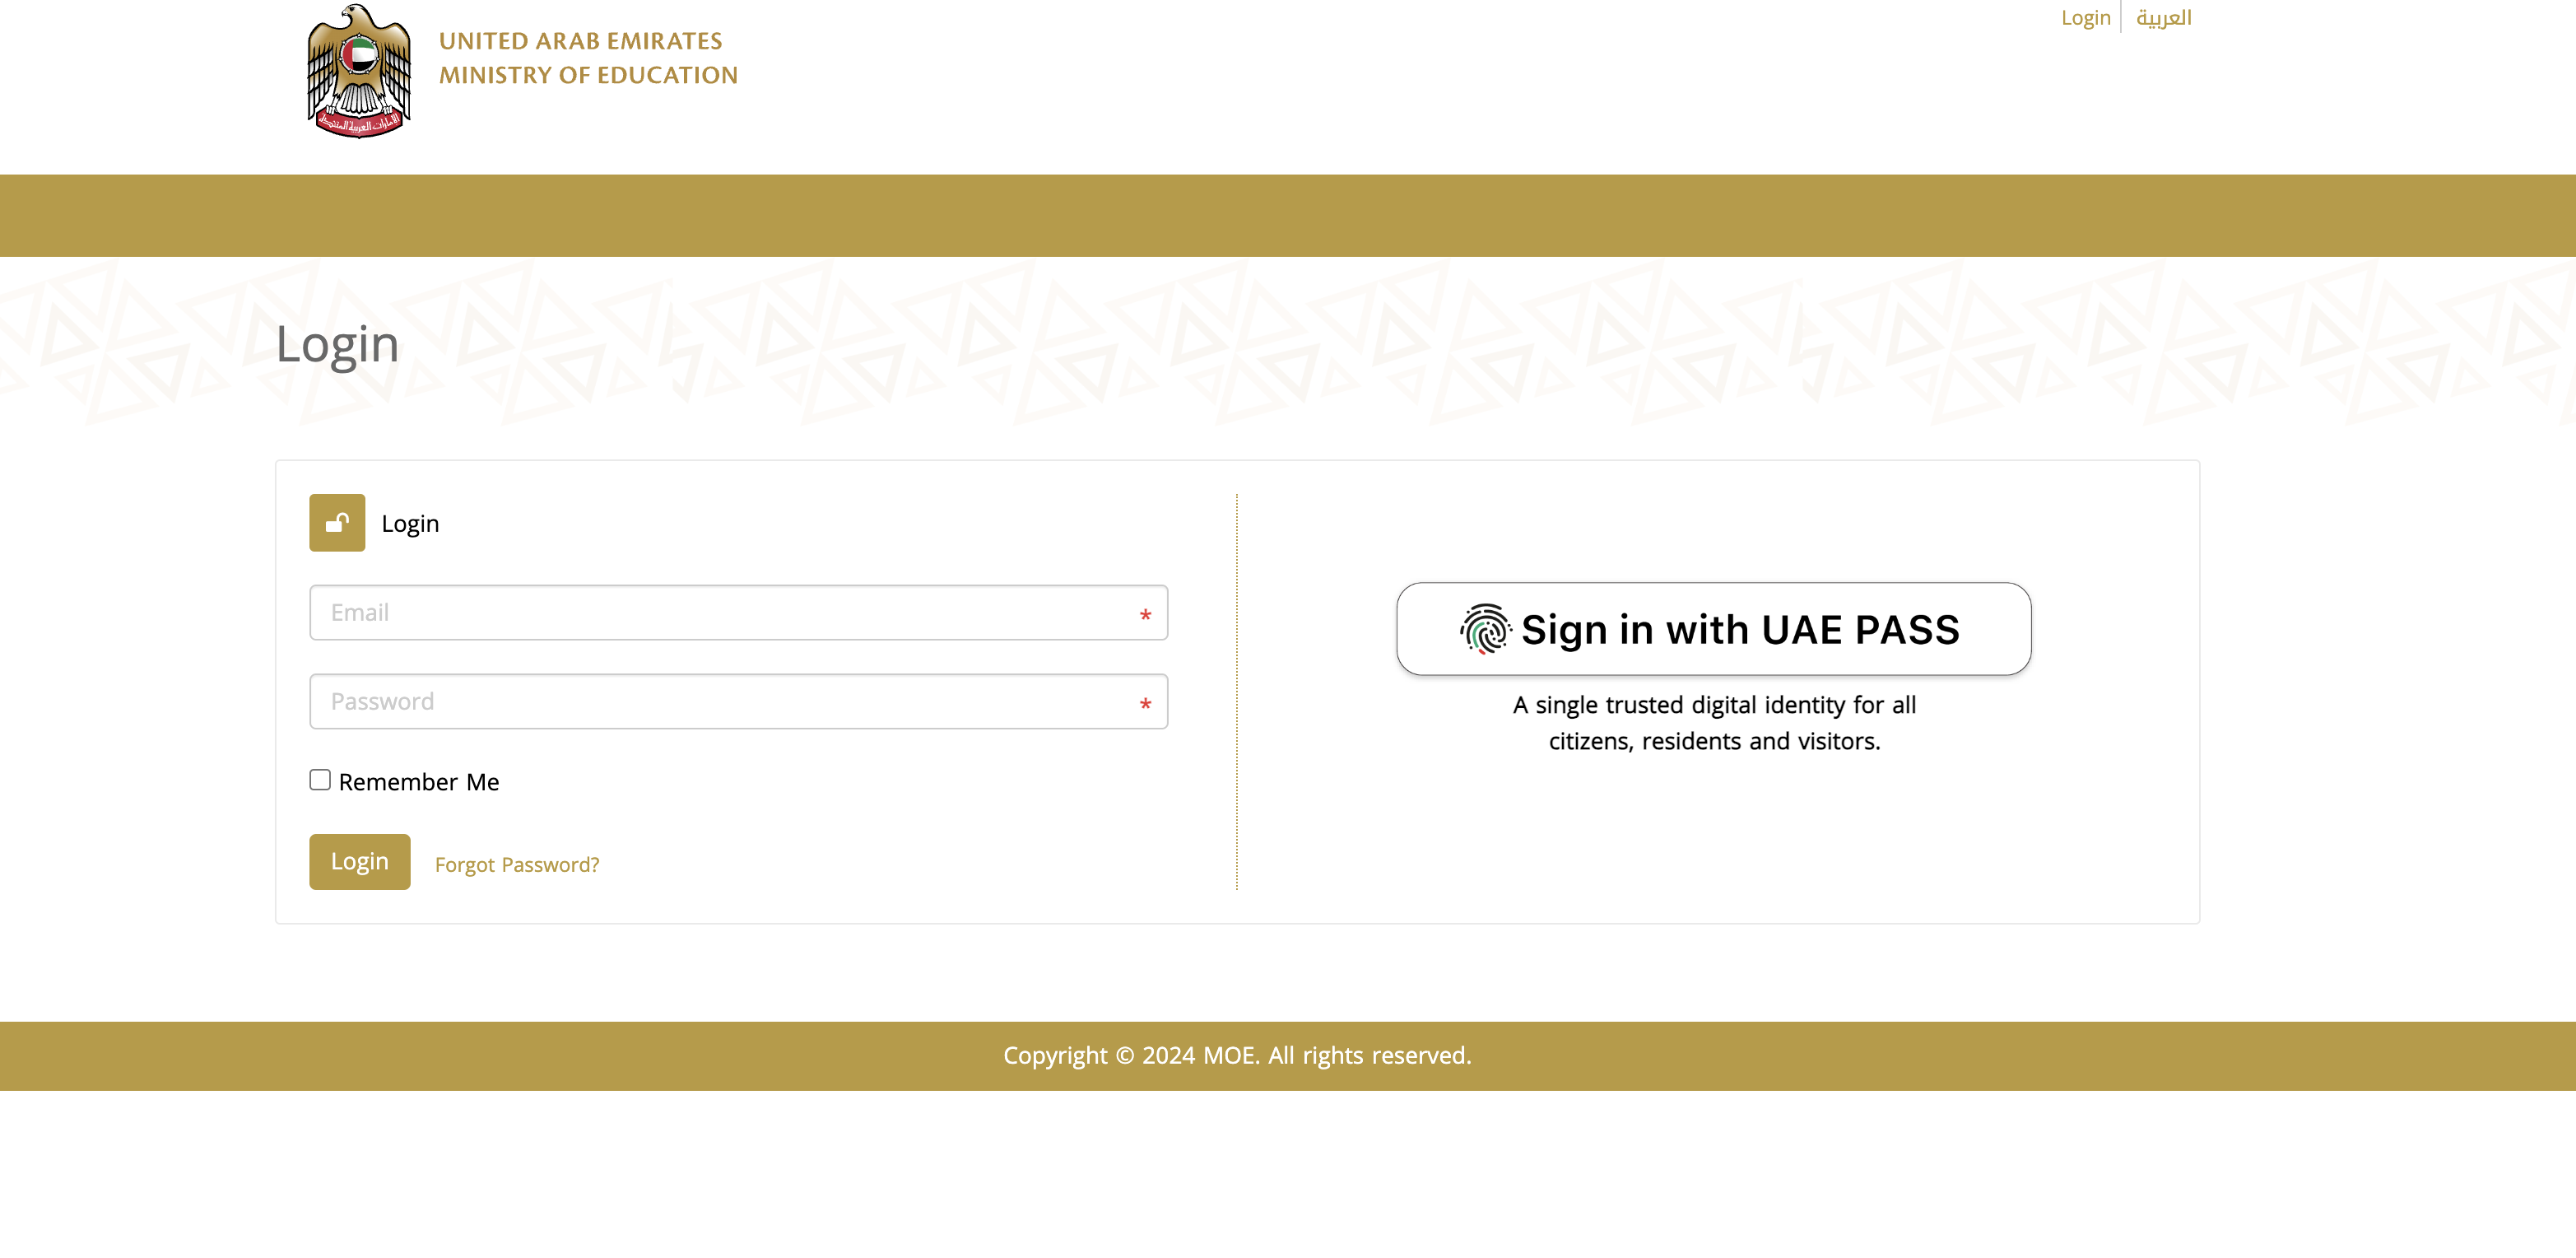 UNITED ARAB EMIRATES
MINISTRY OF EDUCATION
الإمارات العربية المتحدة
Login
العربية
Login
Login
Email *
Password *
Remember Me
Login
Forgot Password?
Sign in with UAE PASS
A single trusted digital identity for all
citizens, residents and visitors.
Copyright © 2024 MOE. All rights reserved.